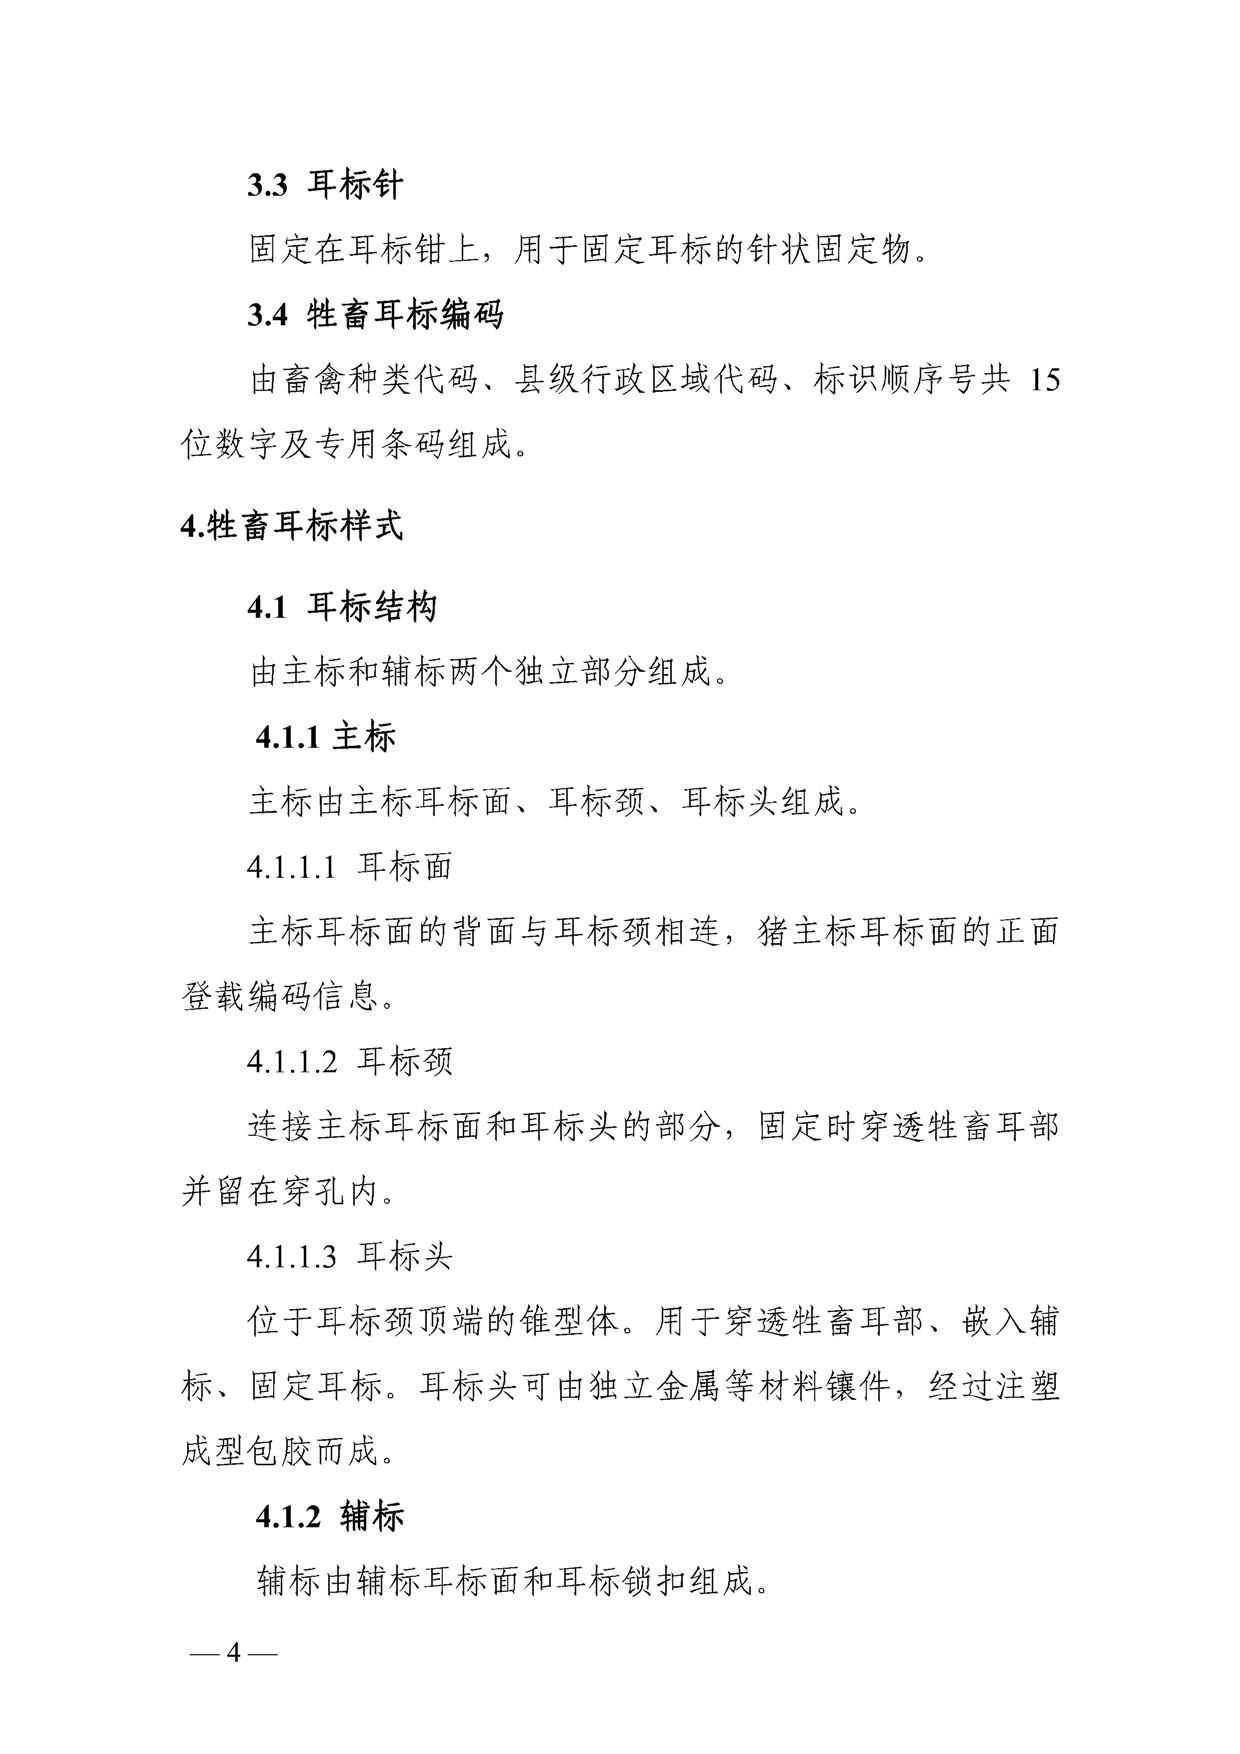 3.3 耳标针
固定在耳标钳上，用于固定耳标的针状固定物。
3.4 牲畜耳标编码
由畜禽种类代码、县级行政区域代码、标识顺序号共 15
位数字及专用条码组成。
4.牲畜耳标样式
4.1 耳标结构
由主标和辅标两个独立部分组成。
4.1.1 主标
主标由主标耳标面、耳标颈、耳标头组成。
4.1.1.1 耳标面
主标耳标面的背面与耳标颈相连，猪主标耳标面的正面
登载编码信息。
4.1.1.2 耳标颈
连接主标耳标面和耳标头的部分，固定时穿透牲畜耳部
并留在穿孔内。
4.1.1.3 耳标头
位于耳标颈顶端的锥型体。用于穿透牲畜耳部、嵌入辅
标、固定耳标。耳标头可由独立金属等材料镶件，经过注塑
成型包胶而成。
4.1.2 辅标
辅标由辅标耳标面和耳标锁扣组成。
— 4 —